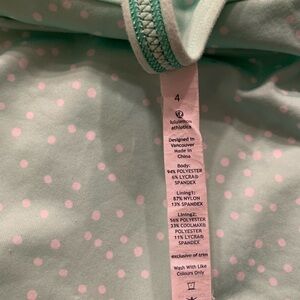 4
lululemon
athletica
Designed in
Vancouver
Made in
China
Body:
94% POLYESTER
6% LYCRA®
SPANDEX
Lining1:
87% NYLON
13% SPANDEX
Lining2:
56% POLYESTER
33% COOLMAX®
POLYESTER
11% LYCRA®
SPANDEX
exclusive of trim
Wash With Like
Colours Only